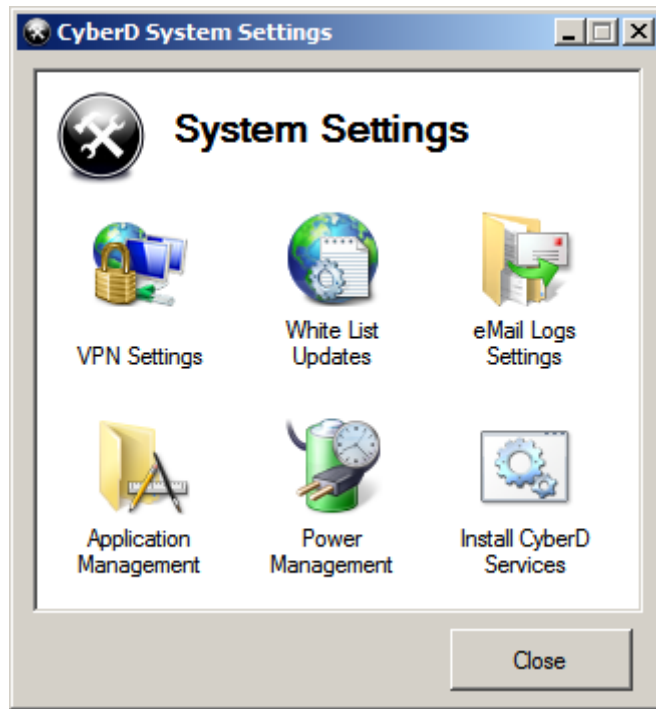 CyberD System Settings
System Settings
VPN Settings
White List
Updates
eMail Logs
Settings
Application
Management
Power
Management
Install CyberD
Services
Close